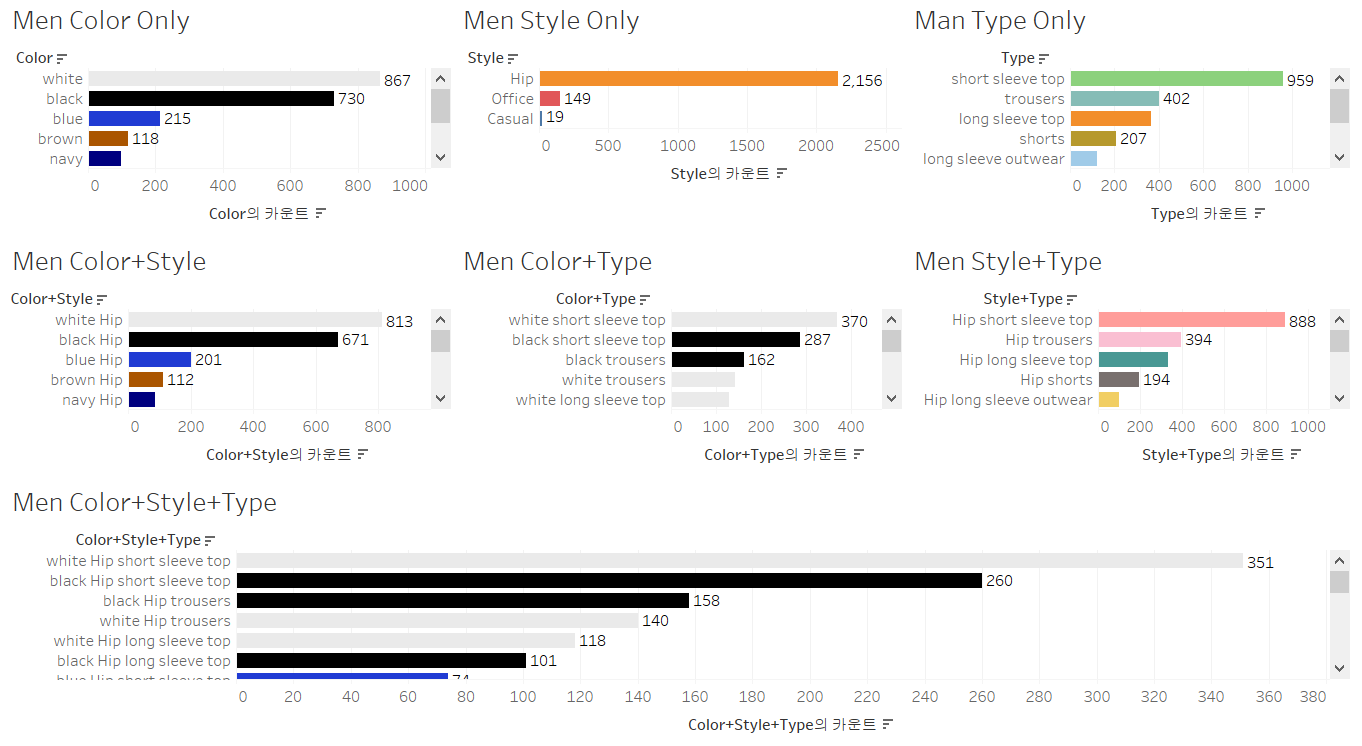 Men Color Only
Color
white 867
black 730
blue 215
brown 118
navy
0 200 400 600 800 1000
Color의 카운트
Men Style Only
Style
Hip 2,156
Office 149
Casual 19
0 500 1000 1500 2000 2500
Style의 카운트
Man Type Only
Type
short sleeve top 959
trousers 402
long sleeve top
shorts 207
long sleeve outwear
0 200 400 600 800 1000
Type의 카운트
Men Color+Style
Color+Style
white Hip 813
black Hip 671
blue Hip 201
brown Hip 112
navy Hip
0 200 400 600 800
Color+Style의 카운트
Men Color+Type
Color+Type
white short sleeve top 370
black short sleeve top 287
black trousers 162
white trousers
white long sleeve top
0 100 200 300 400
Color+Type의 카운트
Man Style+Type
Style+Type
Hip short sleeve top 888
Hip trousers 394
Hip long sleeve top
Hip shorts 194
Hip long sleeve outwear
0 200 400 600 800 1000
Style+Type의 카운트
Men Color+Style+Type
Color+Style+Type
white Hip short sleeve top 351
black Hip short sleeve top 260
black Hip trousers 158
white Hip trousers 140
white Hip long sleeve top 118
black Hip long sleeve top 101
blue Hip short sleeve top 74
0 20 40 60 80 100 120 140 160 180 200 220 240 260 280 300 320 340 360 380
Color+Style+Type의 카운트